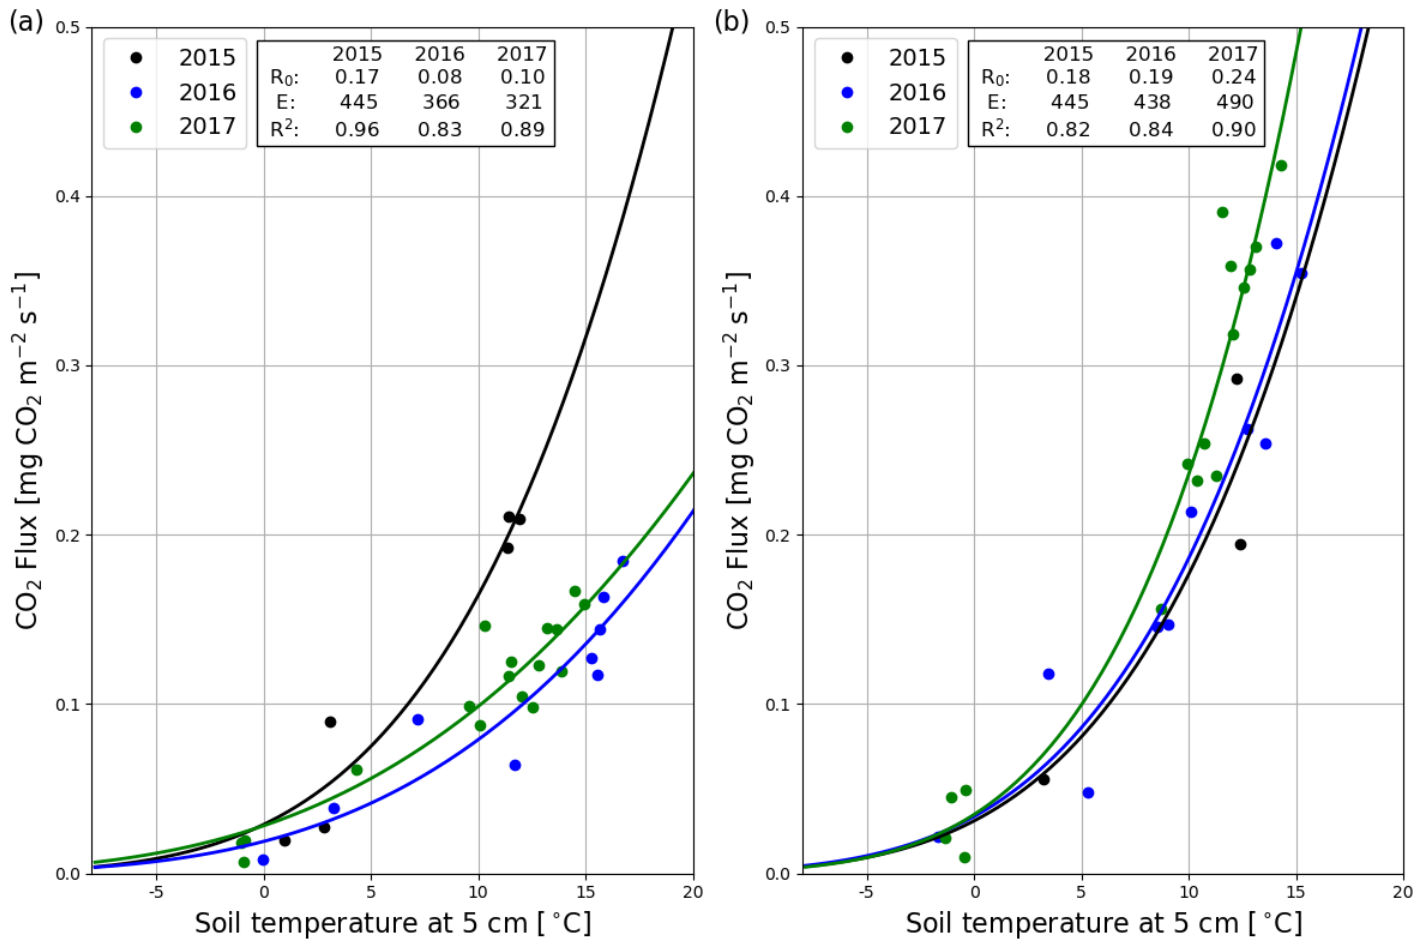 (a)
0.5
0.4
0.3
0.2
0.1
0.0
CO₂ Flux [mg CO₂ m⁻² s⁻¹]
2015
2016
2017
2015 2016 2017
R₀: 0.17 0.08 0.10
E: 445 366 321
R²: 0.96 0.83 0.89
-5 0 5 10 15 20
Soil temperature at 5 cm [ °C]
(b)
0.5
0.4
0.3
0.2
0.1
0.0
CO₂ Flux [mg CO₂ m⁻² s⁻¹]
2015
2016
2017
2015 2016 2017
R₀: 0.18 0.19 0.24
E: 445 438 490
R²: 0.82 0.84 0.90
-5 0 5 10 15 20
Soil temperature at 5 cm [ °C]